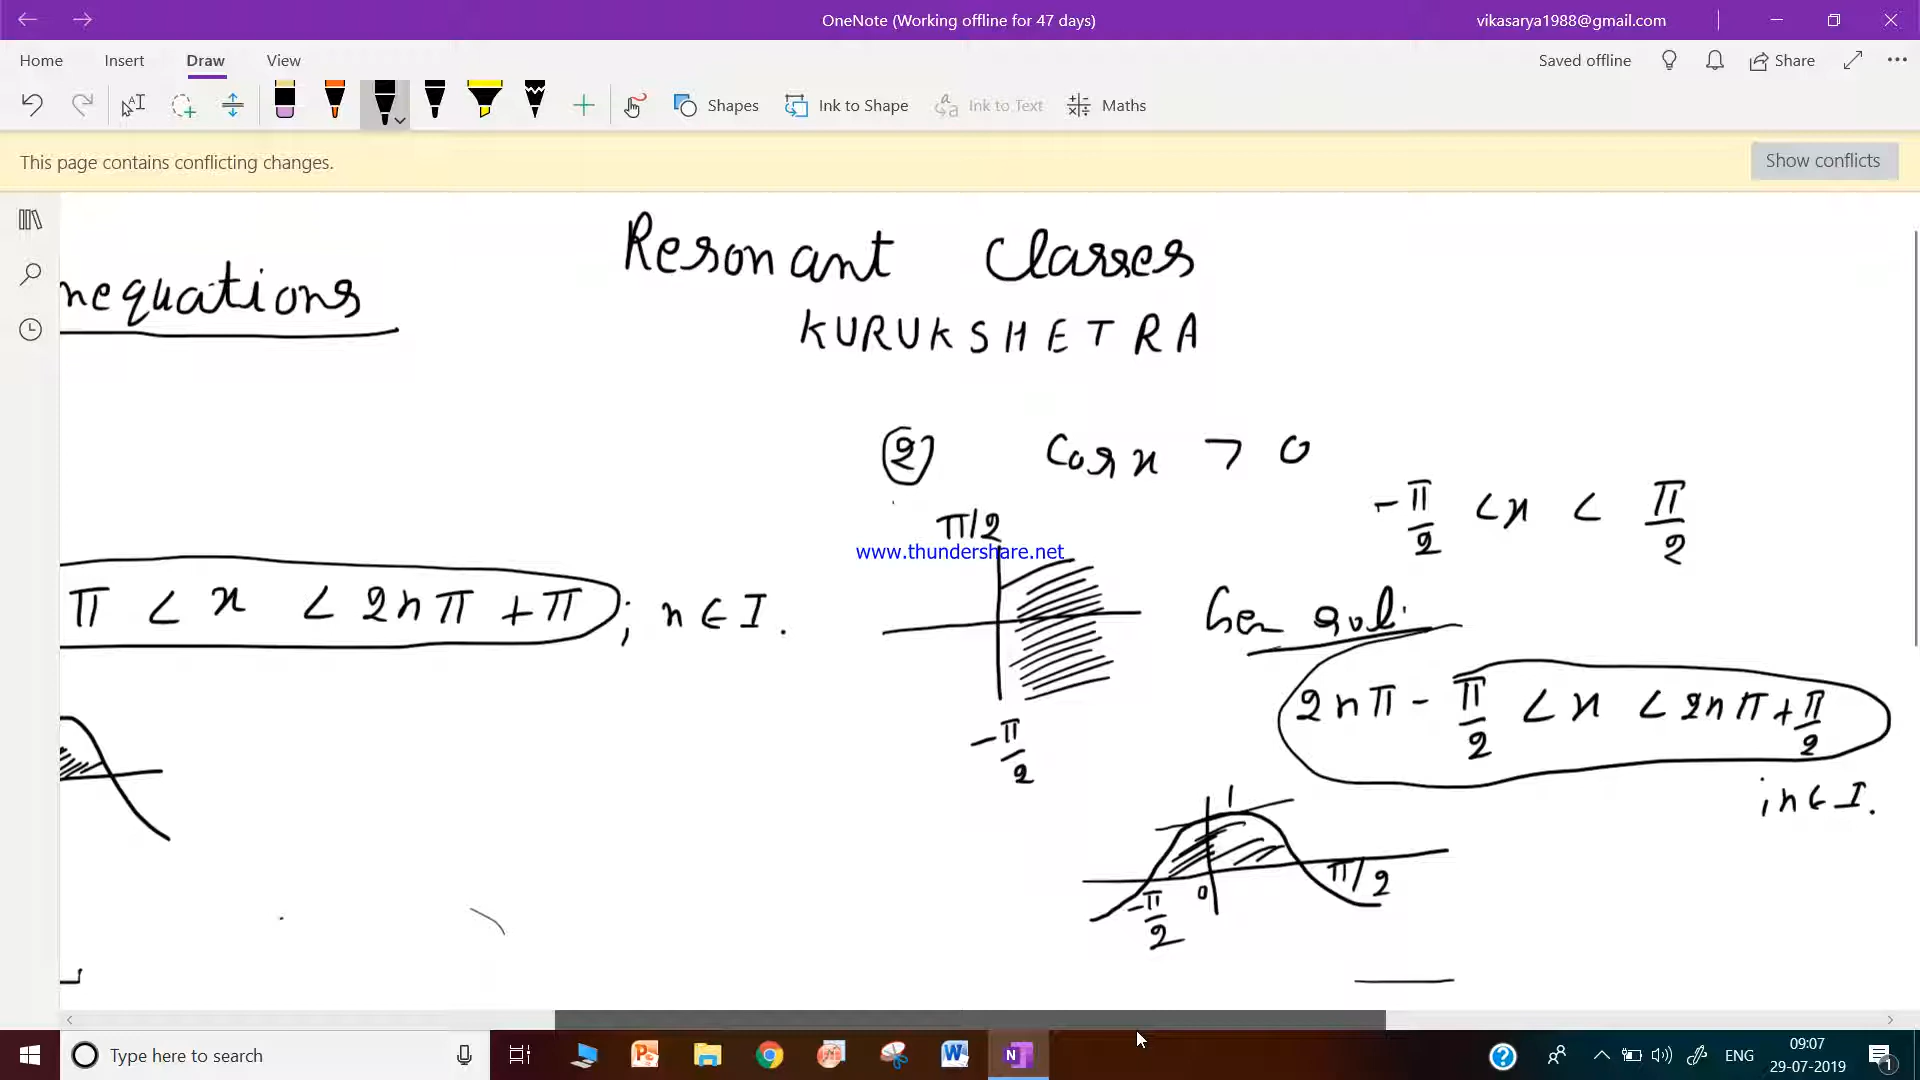 OneNote (Working offline for 47 days)
vikasarya1988@gmail.com
Home Insert Draw View
Saved offline
Share
Shapes
Ink to Shape
Ink to Text
Maths
This page contains conflicting changes.
Show conflicts
Resonant Classes
nequations
KURUKSHETRA
② Cos x > 0
-π/2 < x < π/2
π/2
www.thundershare.net
π < x < 2nπ + π ; n ∈ I.
Gen sol.
2nπ - π/2 < x < 2nπ + π/2
-π/2
; n ∈ I.
1
0
π/2
-π/2
Type here to search
ENG
09:07
29-07-2019
1